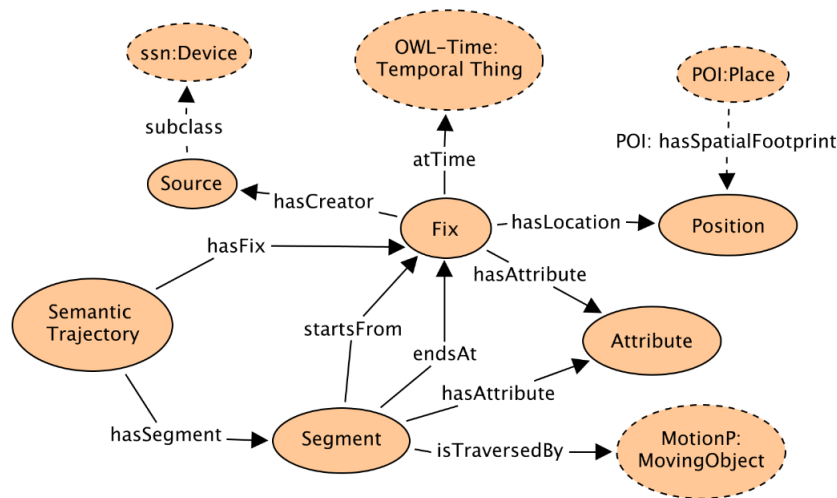 OWL-Time:
Temporal Thing
ssn:Device
POI:Place
subclass
POI: hasSpatialFootprint
atTime
Source
hasCreator
Fix
hasLocation
Position
hasFix
hasAttribute
Semantic
Trajectory
startsFrom
endsAt
Attribute
hasAttribute
hasSegment
Segment
isTraversedBy
MotionP:
MovingObject